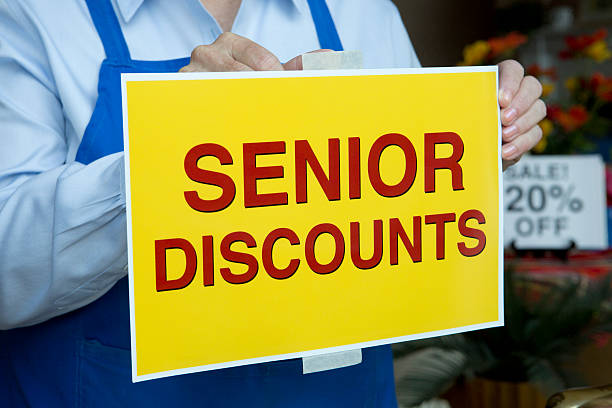 SENIOR
DISCOUNTS
SALE!
20%
OFF